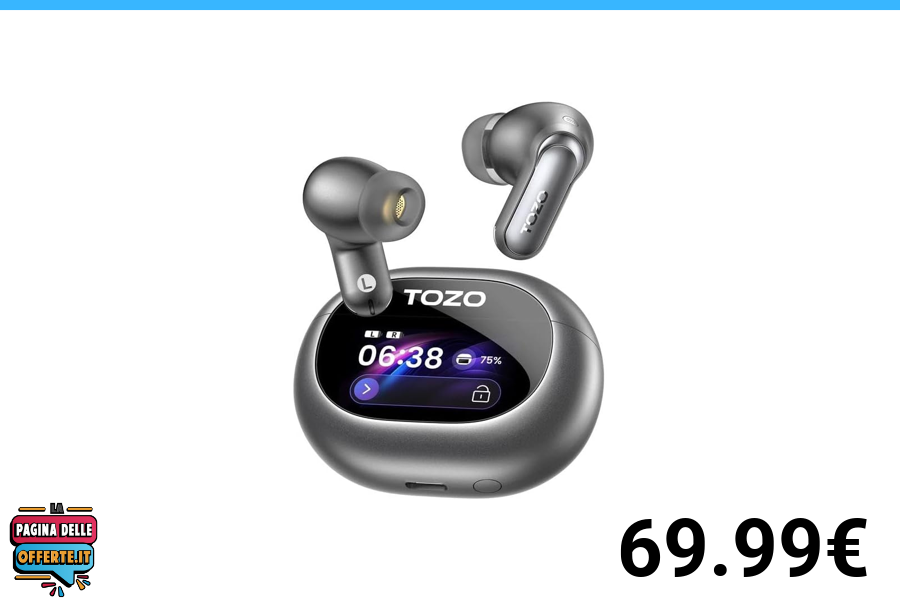 TOZO
L
TOZO
L R
06:38
75%
LA
PAGINA DELLE
OFFERTE.IT
69.99€